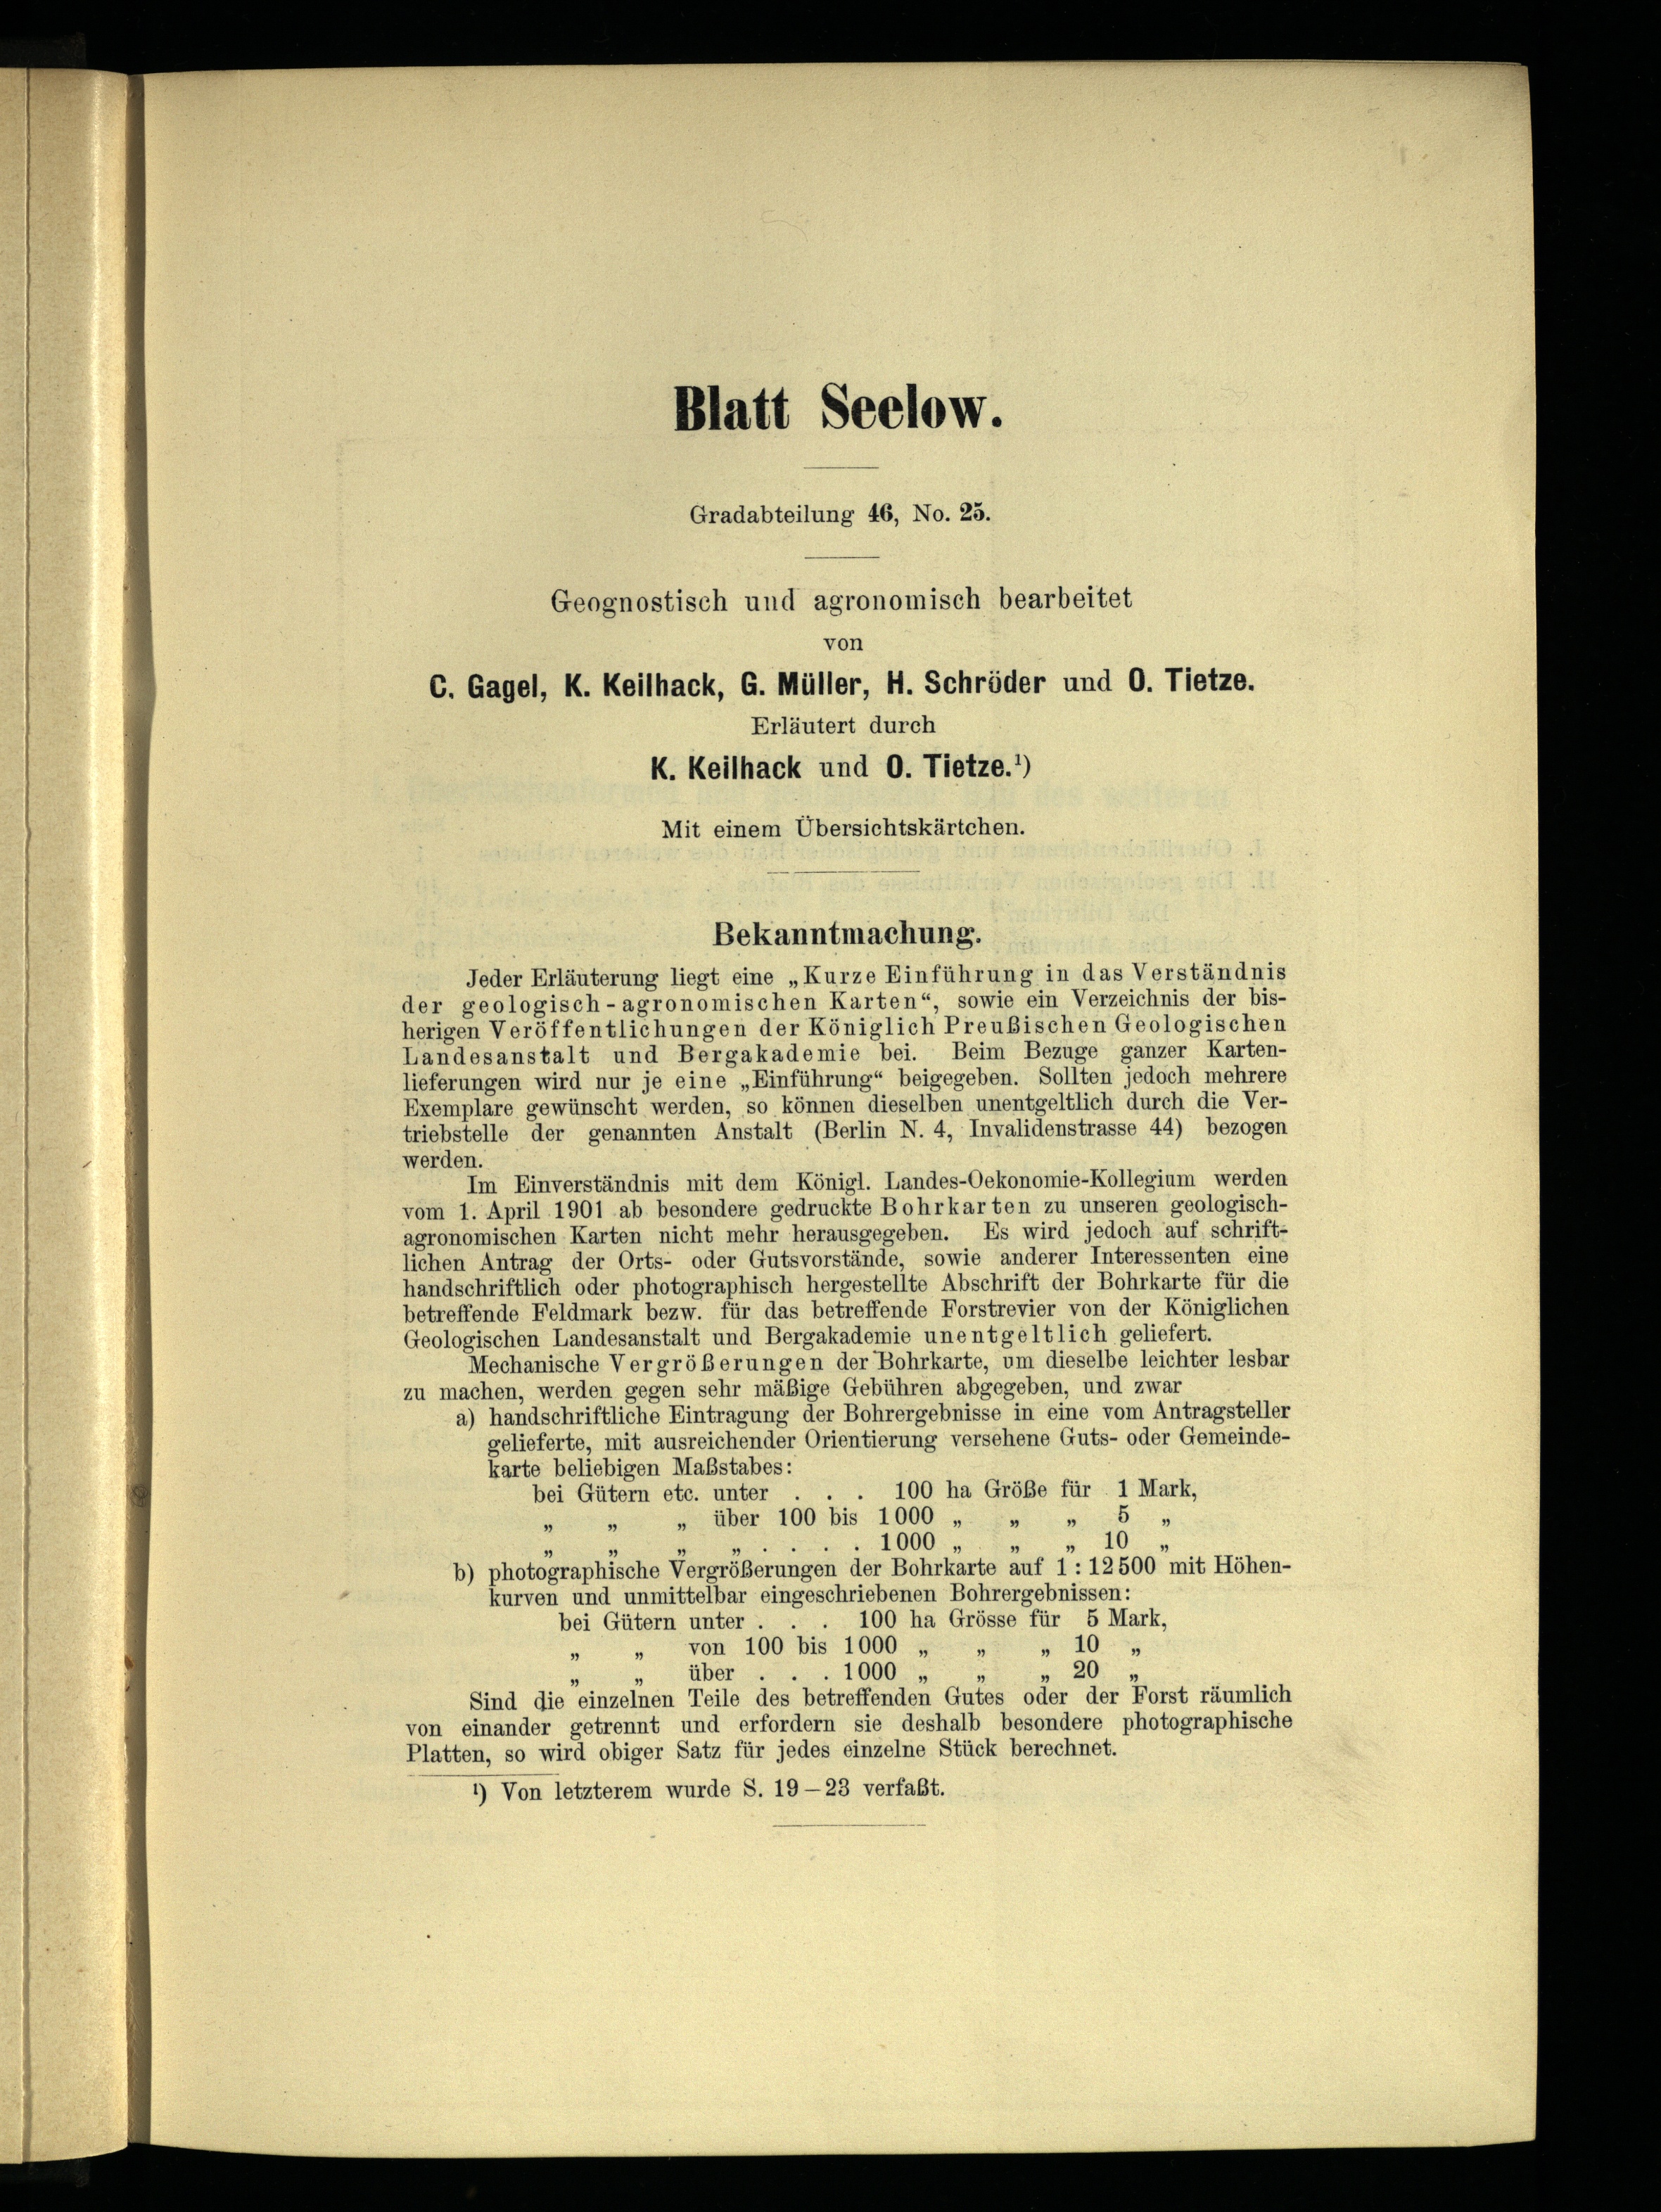 Blatt Seelow.
Gradabteilung 46, No. 25.
Geognostisch und agronomisch bearbeitet
von
C. Gagel, K. Keilhack, G. Müller, H. Schröder und O. Tietze.
Erläutert durch
K. Keilhack und O. Tietze.¹)
Mit einem Übersichtskärtchen.
Bekanntmachung.
Jeder Erläuterung liegt eine „Kurze Einführung in das Verständnis
der geologisch-agronomischen Karten“, sowie ein Verzeichnis der bis-
herigen Veröffentlichungen der Königlich Preußischen Geologischen
Landesanstalt und Bergakademie bei. Beim Bezuge ganzer Karten-
lieferungen wird nur je eine „Einführung“ beigegeben. Sollten jedoch mehrere
Exemplare gewünscht werden, so können dieselben unentgeltlich durch die Ver-
triebstelle der genannten Anstalt (Berlin N. 4, Invalidenstrasse 44) bezogen
werden.
Im Einverständnis mit dem Königl. Landes-Oekonomie-Kollegium werden
vom 1. April 1901 ab besondere gedruckte Bohrkarten zu unseren geologisch-
agronomischen Karten nicht mehr herausgegeben. Es wird jedoch auf schrift-
lichen Antrag der Orts- oder Gutsvorstände, sowie anderer Interessenten eine
handschriftlich oder photographisch hergestellte Abschrift der Bohrkarte für die
betreffende Feldmark bezw. für das betreffende Forstrevier von der Königlichen
Geologischen Landesanstalt und Bergakademie unentgeltlich geliefert.
Mechanische Vergrößerungen der Bohrkarte, um dieselbe leichter lesbar
zu machen, werden gegen sehr mäßige Gebühren abgegeben, und zwar
a) handschriftliche Eintragung der Bohrergebnisse in eine vom Antragsteller
gelieferte, mit ausreichender Orientierung versehene Guts- oder Gemeinde-
karte beliebigen Maßstabes:
bei Gütern etc. unter . . . 100 ha Größe für 1 Mark,
„ „ „ über 100 bis 1000 „ „ „ 5 „
„ „ „ „ . . . . 1000 „ „ „ 10 „
b) photographische Vergrößerungen der Bohrkarte auf 1 : 12500 mit Höhen-
kurven und unmittelbar eingeschriebenen Bohrergebnissen:
bei Gütern unter . . . 100 ha Grösse für 5 Mark,
„ „ von 100 bis 1000 „ „ „ 10 „
„ „ über . . . 1000 „ „ „ 20 „
Sind die einzelnen Teile des betreffenden Gutes oder der Forst räumlich
von einander getrennt und erfordern sie deshalb besondere photographische
Platten, so wird obiger Satz für jedes einzelne Stück berechnet.
¹) Von letzterem wurde S. 19–23 verfaßt.